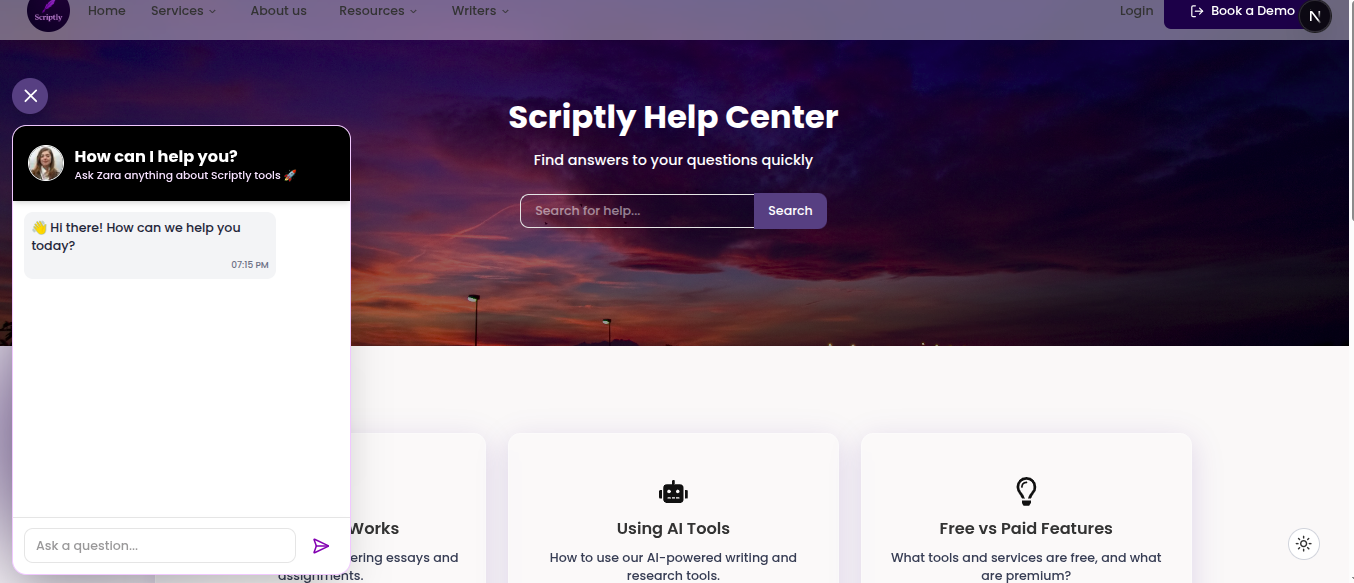 Scriptly
Home
Services
About us
Resources
Writers
Login
Book a Demo
N
Scriptly Help Center
Find answers to your questions quickly
Search for help...
Search
How can I help you?
Ask Zara anything about Scriptly tools 🚀
👋 Hi there! How can we help you
today?
07:15 PM
Ask a question...
Works
ering essays and
assignments.
Using AI Tools
How to use our AI-powered writing and
research tools.
Free vs Paid Features
What tools and services are free, and what
are premium?